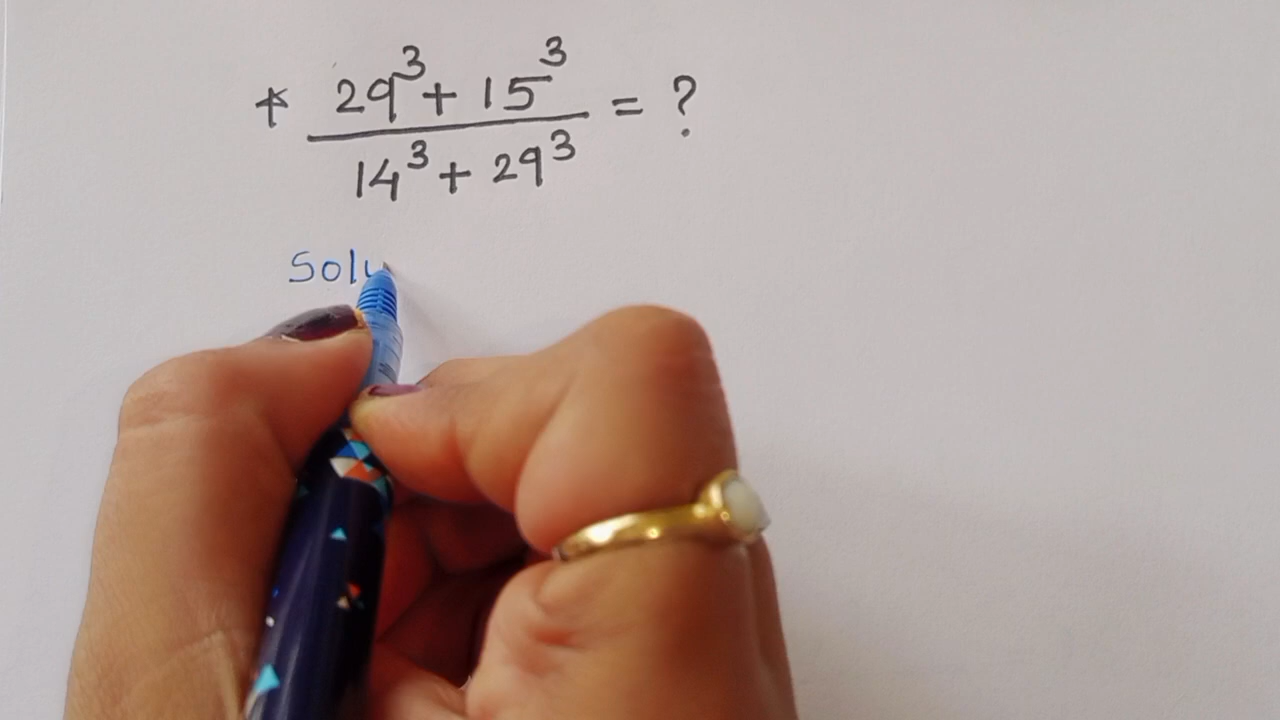 * 29³ + 15³ / 14³ + 29³ = ?
Solu